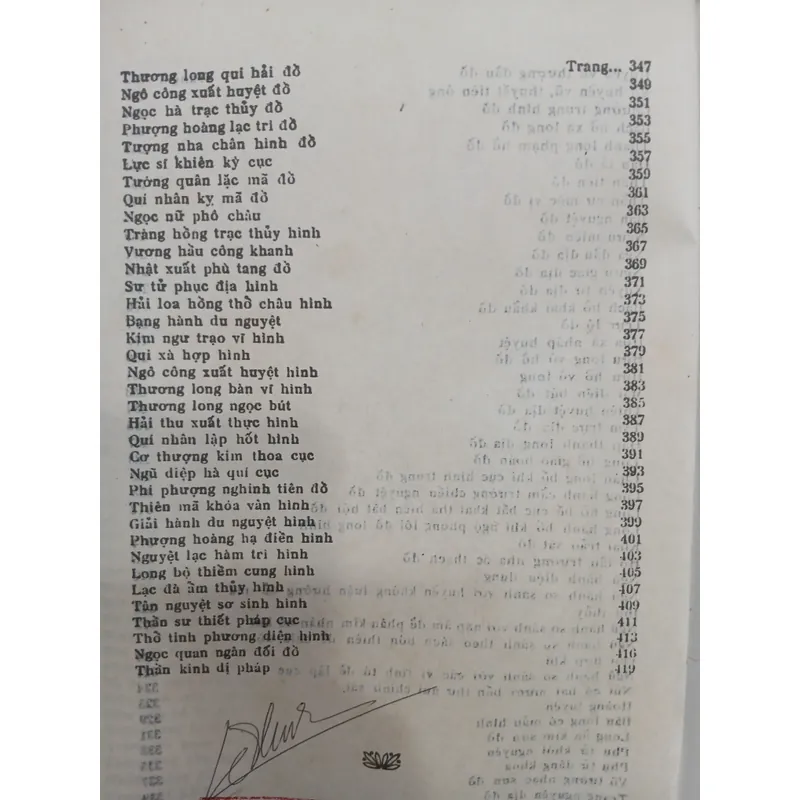 Thương long qui hải đồ Trang... 347
Ngô công xuất huyệt đồ 349
Ngọc hà trạc thủy đồ 351
Phượng hoàng lạc trì đồ 353
Tượng nha chân hình đồ 355
Lực sĩ khiên kỳ cục 357
Tướng quân lặc mã đồ 359
Quí nhân kỵ mã đồ 361
Ngọc nữ phô châu 363
Tràng hồng trạc thủy hình 365
Vương hầu công khanh 367
Nhật xuất phù tang đồ 369
Sư tử phục địa hình 371
Hải loa hồng thổ châu hình 373
Bạng hành du nguyệt 375
Kim ngư trạo vĩ hình 377
Qui xà hợp hình 379
Ngô công xuất huyệt hình 381
Thương long bàn vĩ hình 383
Thương long ngọc bút 385
Hải thu xuất thực hình 387
Quí nhân lập hốt hình 389
Cơ thượng kim thoa cục 391
Ngũ diệp hà quí cục 393
Phi phượng nghinh tiên đồ 395
Thiên mã khóa vân hình 397
Giải hành du nguyệt hình 399
Phượng hoàng hạ điền hình 401
Nguyệt lạc hàm trì hình 403
Long bộ thiềm cung hình 405
Lạc đà ẩm thủy hình 407
Tân nguyệt sơ sinh hình 409
Thần sư thiết pháp cục 411
Thổ tinh phương diện hình 413
Ngọc quan ngân đối đồ 416
Thần kinh dị pháp 419